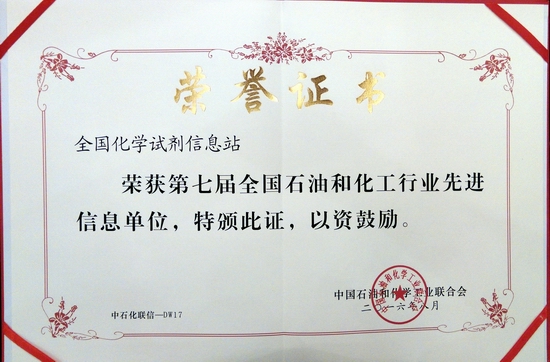 荣誉证书
全国化学试剂信息站
荣获第七届全国石油和化工行业先进
信息单位，特颁此证，以资鼓励。
中国石油和化学工业联合会
二〇一六年八月
中石化联信—DW17